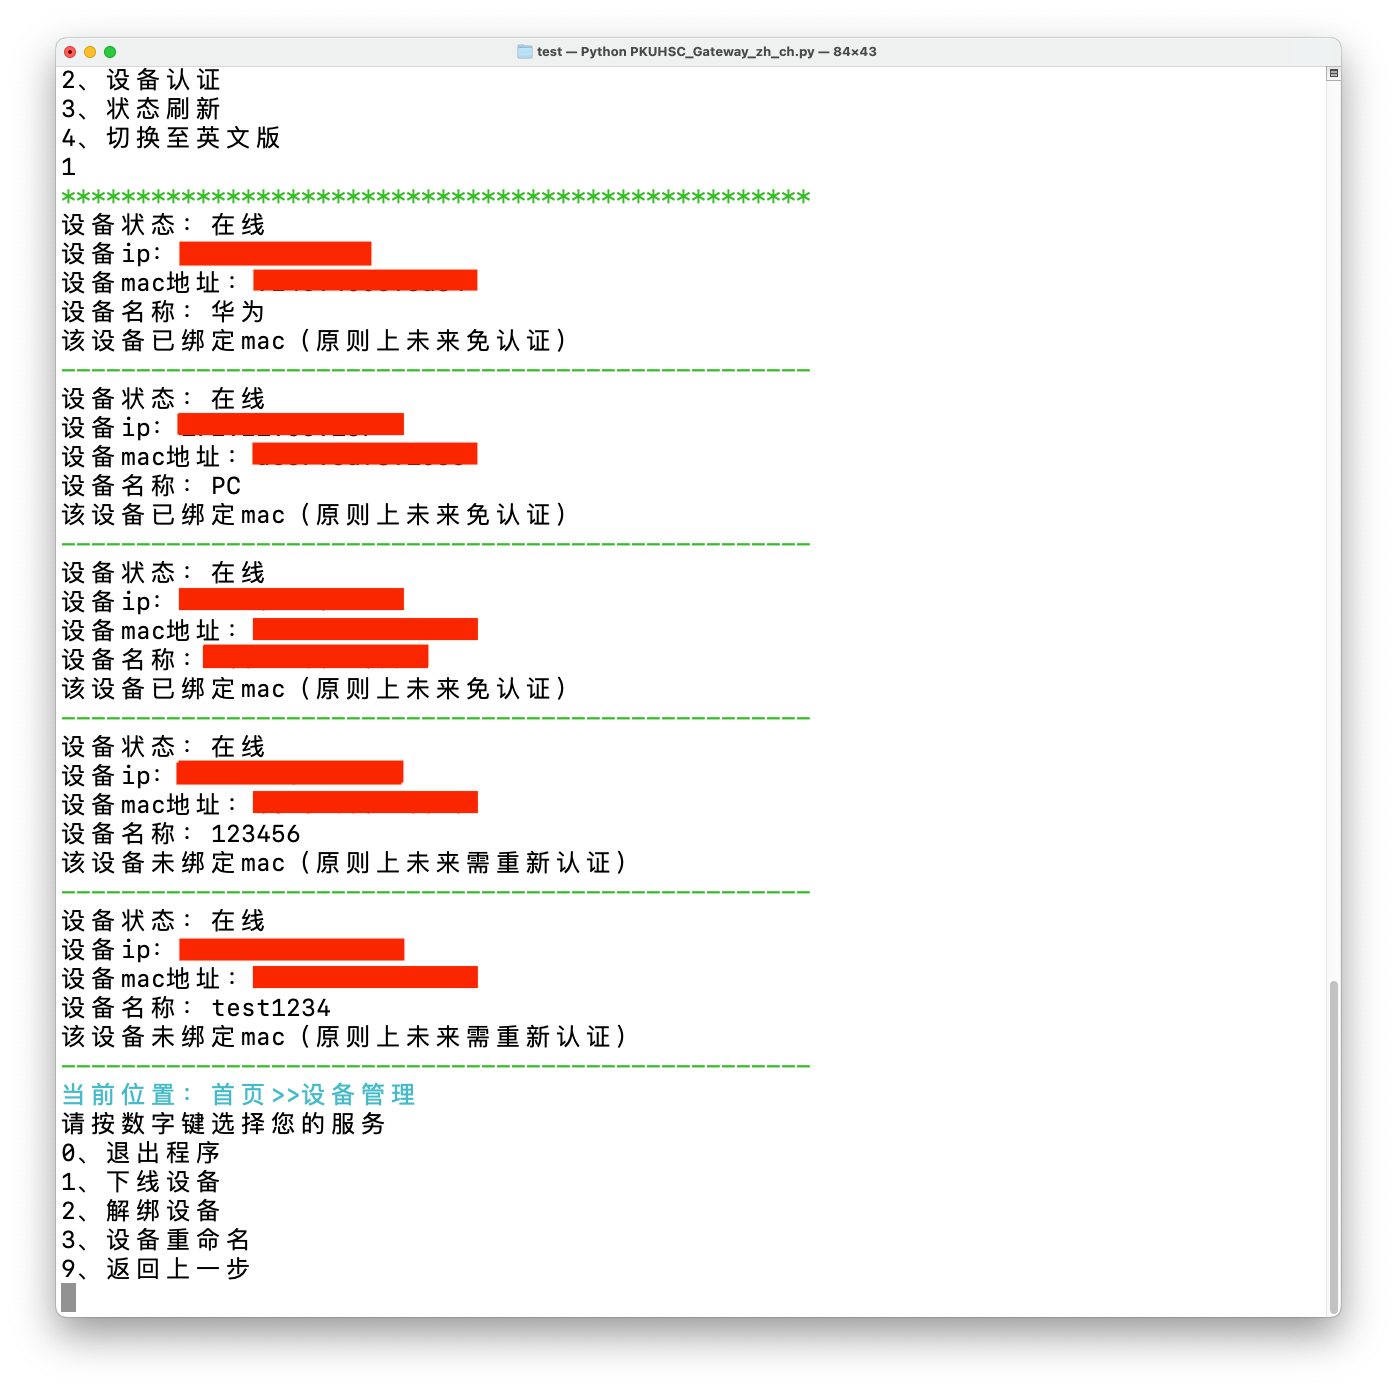 test — Python PKUHSC_Gateway_zh_ch.py — 84×43
2、设备认证
3、状态刷新
4、切换至英文版
1
**************************************************
设备状态：在线
设备ip：
设备mac地址：
设备名称：华为
该设备已绑定mac（原则上未来免认证）
--------------------------------------------------
设备状态：在线
设备ip：
设备mac地址：
设备名称：PC
该设备已绑定mac（原则上未来免认证）
--------------------------------------------------
设备状态：在线
设备ip：
设备mac地址：
设备名称：
该设备已绑定mac（原则上未来免认证）
--------------------------------------------------
设备状态：在线
设备ip：
设备mac地址：
设备名称：123456
该设备未绑定mac（原则上未来需重新认证）
--------------------------------------------------
设备状态：在线
设备ip：
设备mac地址：
设备名称：test1234
该设备未绑定mac（原则上未来需重新认证）
--------------------------------------------------
当前位置：首页>>设备管理
请按数字键选择您的服务
0、退出程序
1、下线设备
2、解绑设备
3、设备重命名
9、返回上一步